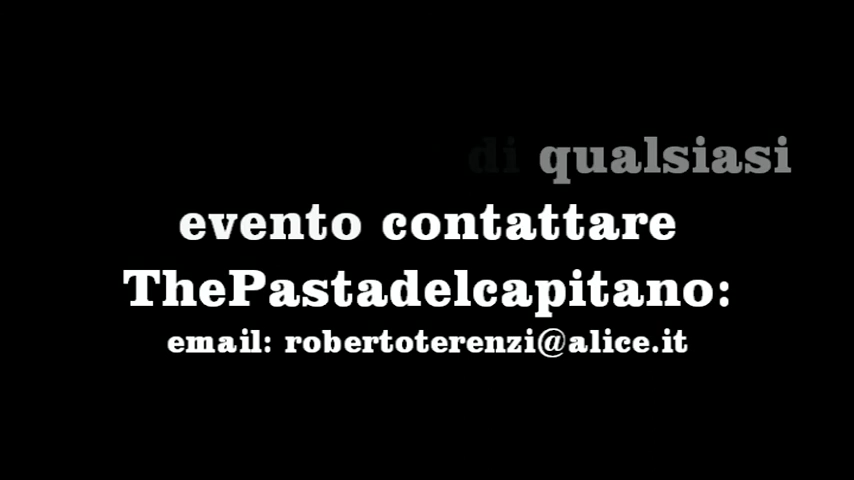 di qualsiasi
evento contattare
ThePastadelcapitano:
email: robertoterenzi@alice.it